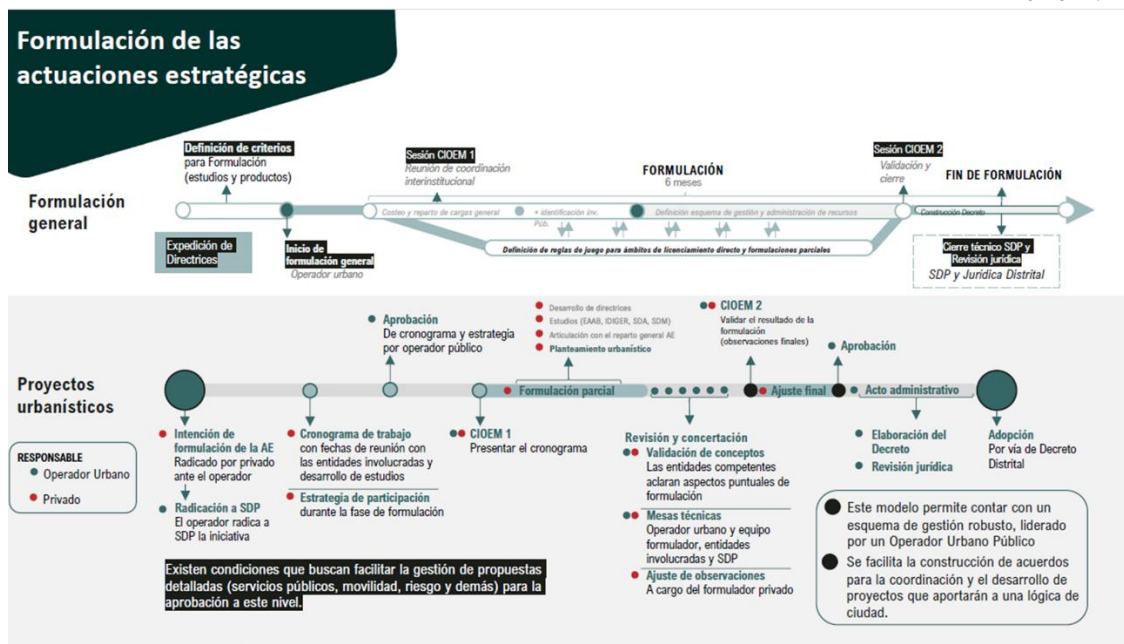 Formulación de las
actuaciones estratégicas
Definición de criterios
para Formulación
(estudios y productos)
Sesión CIOEM 1
Reunión de coordinación
interinstitucional
FORMULACIÓN
6 meses
Sesión CIOEM 2
Validación y
cierre
FIN DE FORMULACIÓN
Formulación
general
Costeo y reparto de cargas general
+ identificación inv.
Púb.
Definición esquema de gestión y administración de recursos
Construcción Decreto
Expedición de
Directrices
Inicio de
formulación general
Operador urbano
Definición de reglas de juego para ámbitos de licenciamiento directo y formulaciones parciales
Cierre técnico SDP y
Revisión jurídica
SDP y Jurídica Distrital
Proyectos
urbanísticos
Aprobación
De cronograma y estrategia
por operador público
Desarrollo de directrices
Estudios (EAAB, IDIGER, SDA, SDM)
Articulación con el reparto general AE
Planteamiento urbanístico
CIOEM 2
Validar el resultado de la
formulación
(observaciones finales)
Aprobación
Formulación parcial
Ajuste final
Acto administrativo
RESPONSABLE
Operador Urbano
Privado
Intención de
formulación de la AE
Radicado por privado
ante el operador
Radicación a SDP
El operador radica a
SDP la iniciativa
Cronograma de trabajo
con fechas de reunión con
las entidades involucradas y
desarrollo de estudios
Estrategia de participación
durante la fase de formulación
CIOEM 1
Presentar el cronograma
Revisión y concertación
Validación de conceptos
Las entidades competentes
aclaran aspectos puntuales de
formulación
Mesas técnicas
Operador urbano y equipo
formulador, entidades
involucradas y SDP
Ajuste de observaciones
A cargo del formulador privado
Elaboración del
Decreto
Revisión jurídica
Adopción
Por vía de Decreto
Distrital
Existen condiciones que buscan facilitar la gestión de propuestas
detalladas (servicios públicos, movilidad, riesgo y demás) para la
aprobación a este nivel.
Este modelo permite contar con un
esquema de gestión robusto, liderado
por un Operador Urbano Público
Se facilita la construcción de acuerdos
para la coordinación y el desarrollo de
proyectos que aportarán a una lógica de
ciudad.